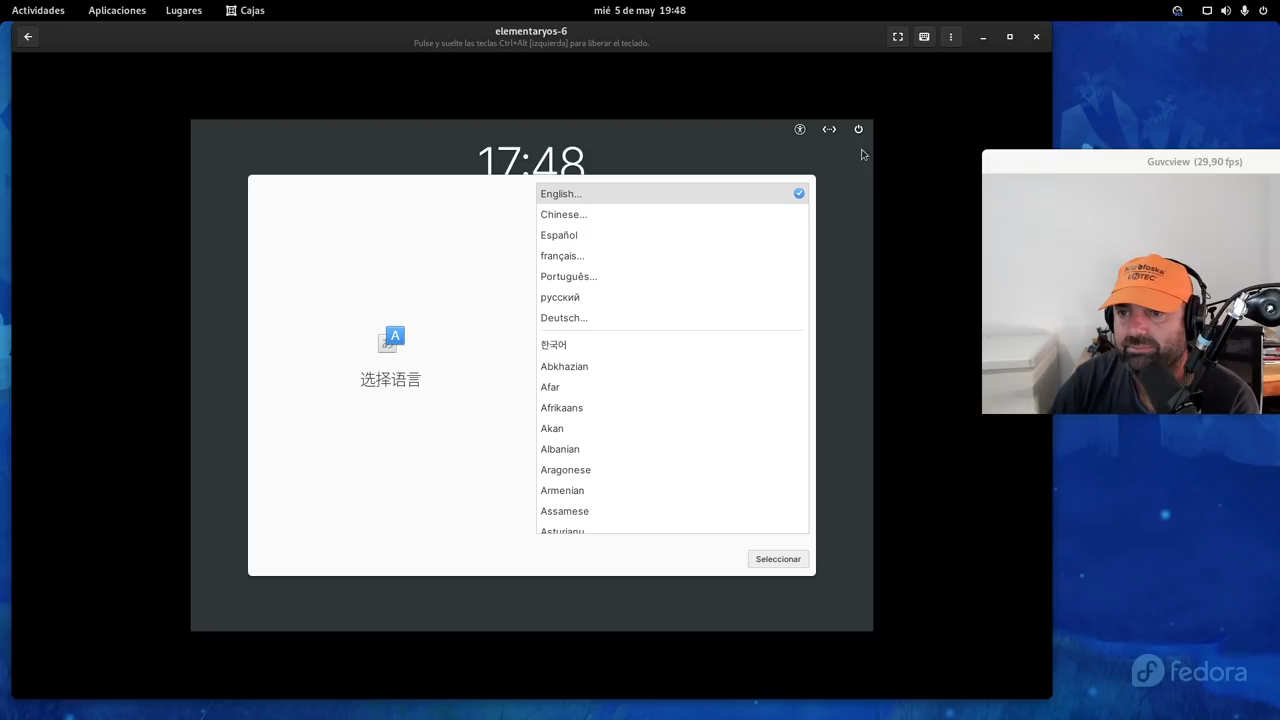 Actividades
Aplicaciones
Lugares
Cajas
mié 5 de may 19:48
elementaryos-6
Pulse y suelte las teclas Ctrl+Alt [izquierda] para liberar el teclado.
17:48
Guvcview (29,90 fps)
English…
Chinese…
Español
français…
Português…
русский
Deutsch…
한국어
Abkhazian
Afar
Afrikaans
Akan
Albanian
Aragonese
Armenian
Assamese
Asturianu
A
选择语言
Seleccionar
ENTEC
fedora